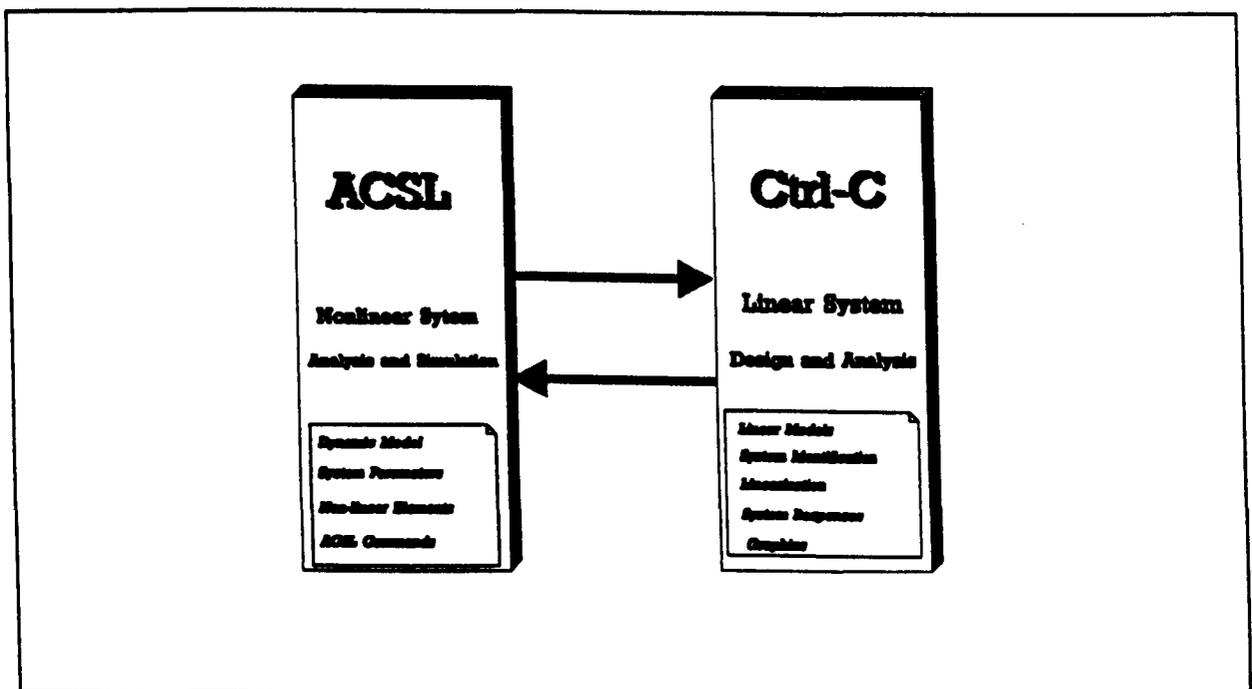 ACSL
Nonlinear Sytem
Analysis and Simulation
Dynamic Model
System Parameters
Non-linear Elements
ACSL Commands
Ctrl-C
Linear System
Design and Analysis
Linear Models
System Identification
Linearization
System Responses
Graphics